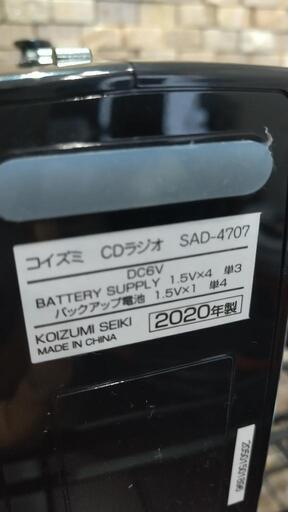 コイズミ CDラジオ SAD-4707
DC6V
BATTERY SUPPLY 1.5V×4 単3
バックアップ電池 1.5V×1 単4
KOIZUMI SEIKI 2020年製
MADE IN CHINA